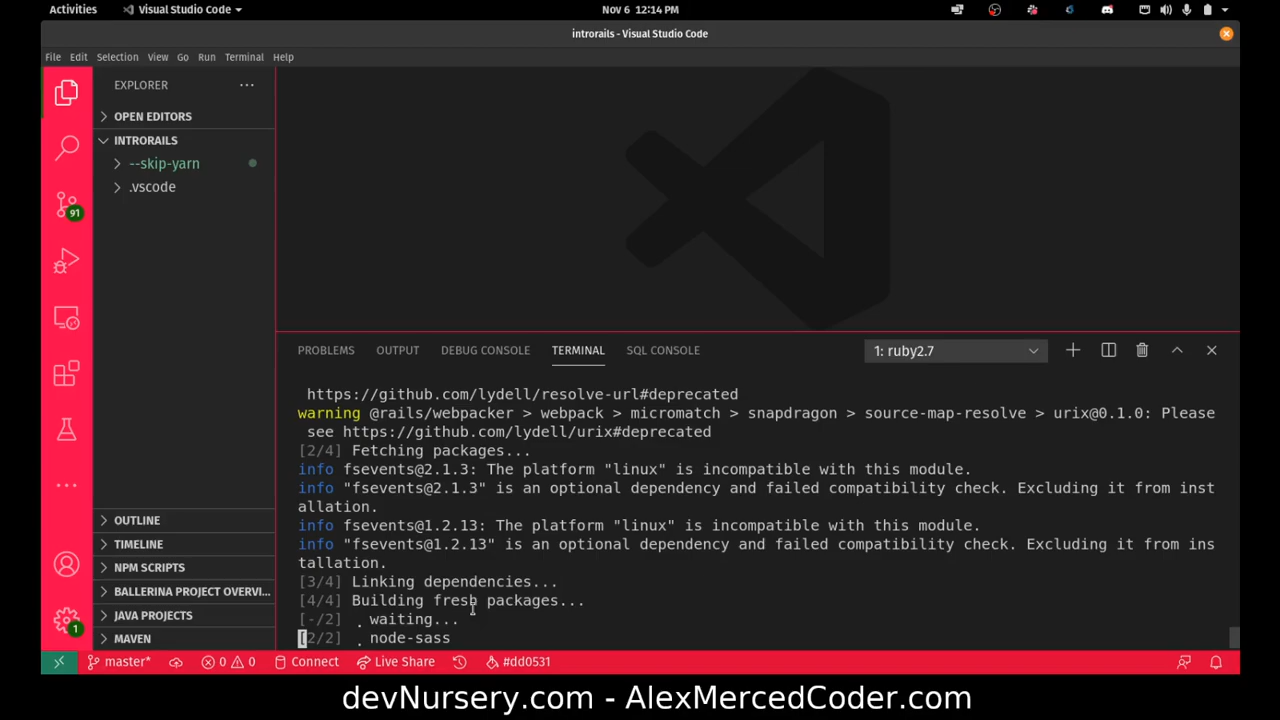 Activities
Visual Studio Code
Nov 6 12:14 PM
introrails - Visual Studio Code
File Edit Selection View Go Run Terminal Help
EXPLORER
OPEN EDITORS
INTRORAILS
--skip-yarn
.vscode
91
OUTLINE
TIMELINE
NPM SCRIPTS
BALLERINA PROJECT OVERVI...
JAVA PROJECTS
MAVEN
1
PROBLEMS OUTPUT DEBUG CONSOLE TERMINAL SQL CONSOLE
1: ruby2.7
https://github.com/lydell/resolve-url#deprecated
warning @rails/webpacker > webpack > micromatch > snapdragon > source-map-resolve > urix@0.1.0: Please
see https://github.com/lydell/urix#deprecated
[2/4] Fetching packages...
info fsevents@2.1.3: The platform "linux" is incompatible with this module.
info "fsevents@2.1.3" is an optional dependency and failed compatibility check. Excluding it from inst
allation.
info fsevents@1.2.13: The platform "linux" is incompatible with this module.
info "fsevents@1.2.13" is an optional dependency and failed compatibility check. Excluding it from ins
tallation.
[3/4] Linking dependencies...
[4/4] Building fresh packages...
[-/2] waiting...
[2/2] node-sass
master* 0 0 Connect Live Share #dd0531
devNursery.com - AlexMercedCoder.com